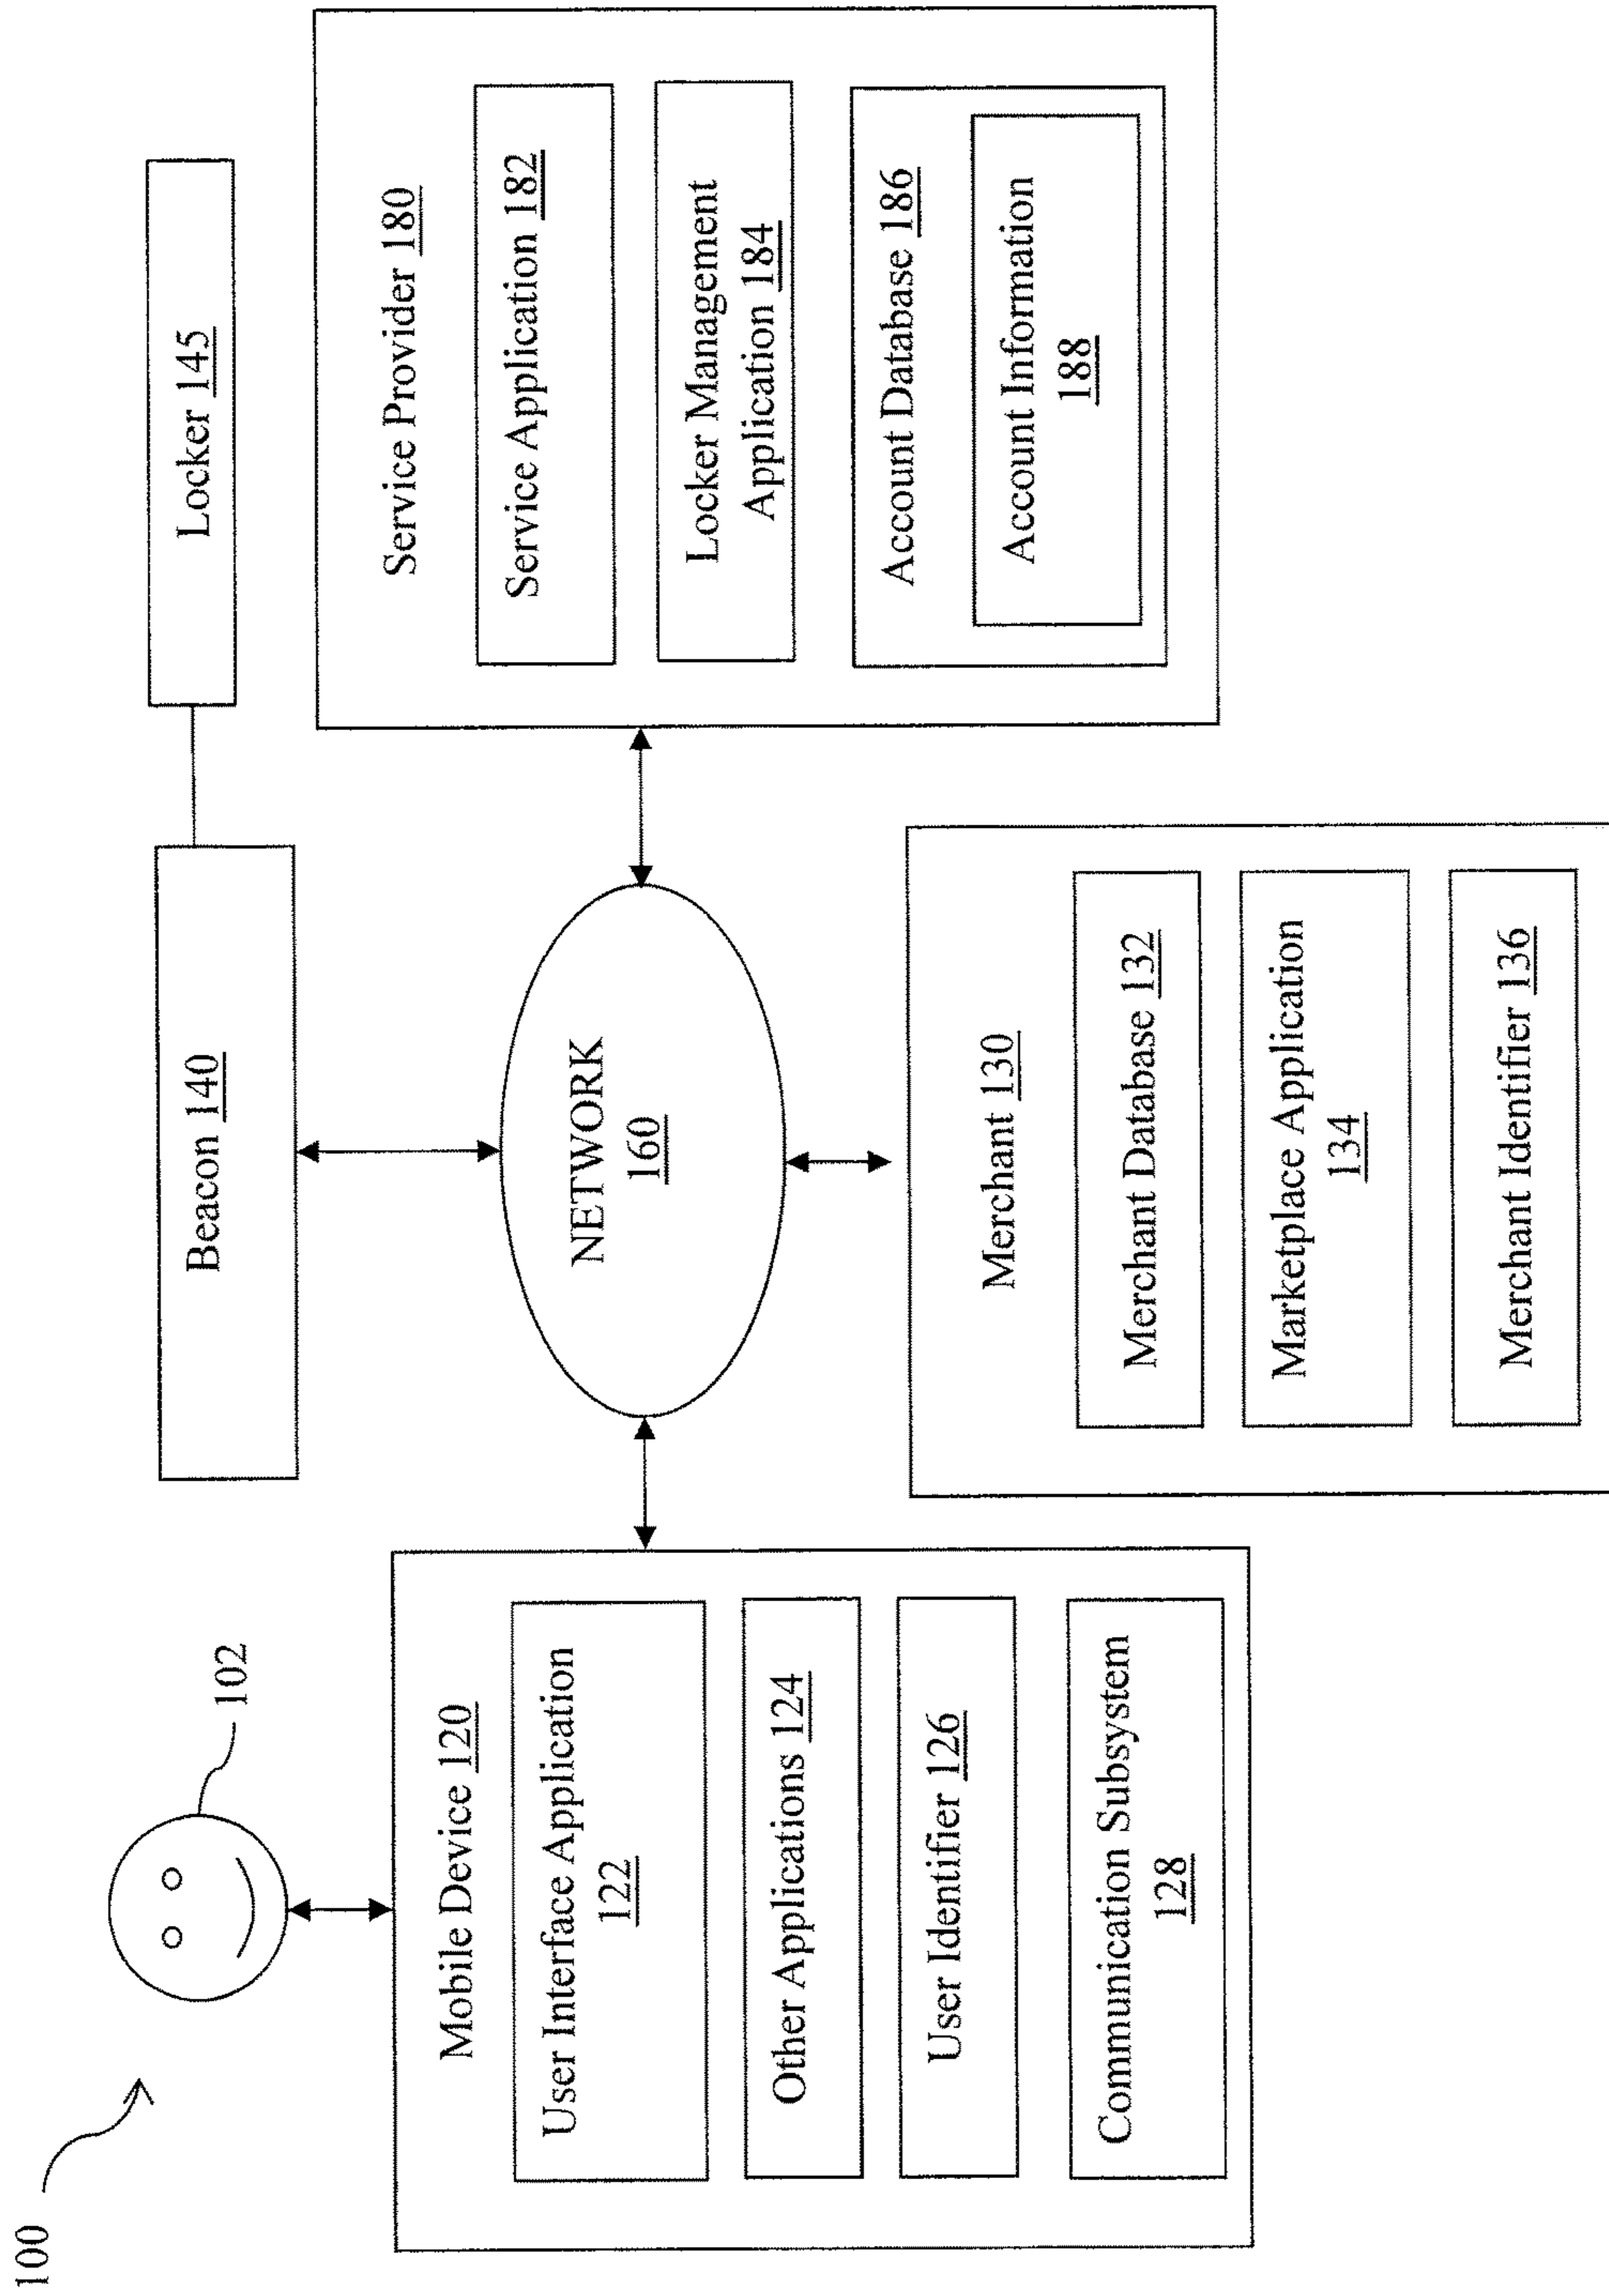 100
102
Mobile Device 120
User Interface Application
122
Other Applications 124
User Identifier 126
Communication Subsystem
128
Beacon 140
Locker 145
NETWORK
160
Merchant 130
Merchant Database 132
Marketplace Application
134
Merchant Identifier 136
Service Provider 180
Service Application 182
Locker Management
Application 184
Account Database 186
Account Information
188